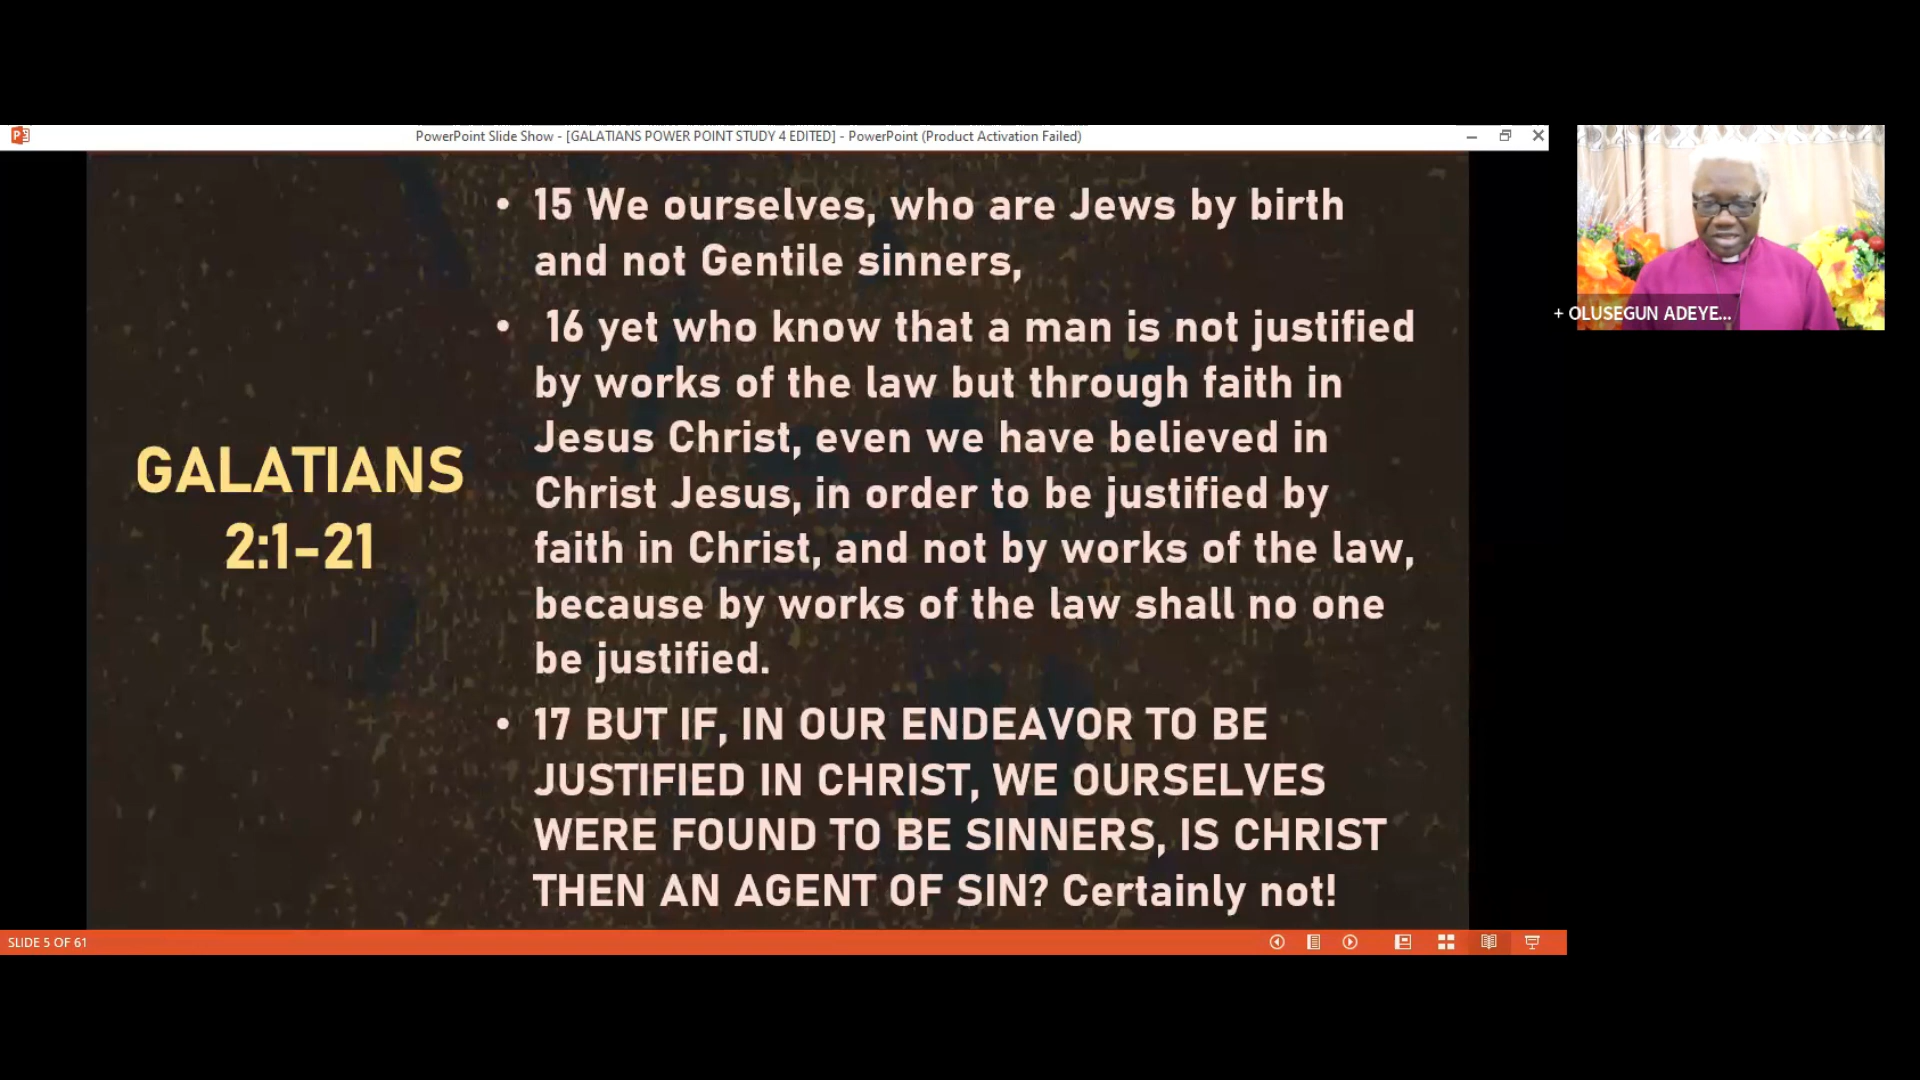 PowerPoint Slide Show - [GALATIANS POWER POINT STUDY 4 EDITED] - PowerPoint (Product Activation Failed)
GALATIANS
2:1-21
• 15 We ourselves, who are Jews by birth
and not Gentile sinners,
• 16 yet who know that a man is not justified
by works of the law but through faith in
Jesus Christ, even we have believed in
Christ Jesus, in order to be justified by
faith in Christ, and not by works of the law,
because by works of the law shall no one
be justified.
• 17 BUT IF, IN OUR ENDEAVOR TO BE
JUSTIFIED IN CHRIST, WE OURSELVES
WERE FOUND TO BE SINNERS, IS CHRIST
THEN AN AGENT OF SIN? Certainly not!
+ OLUSEGUN ADEYE...
SLIDE 5 OF 61